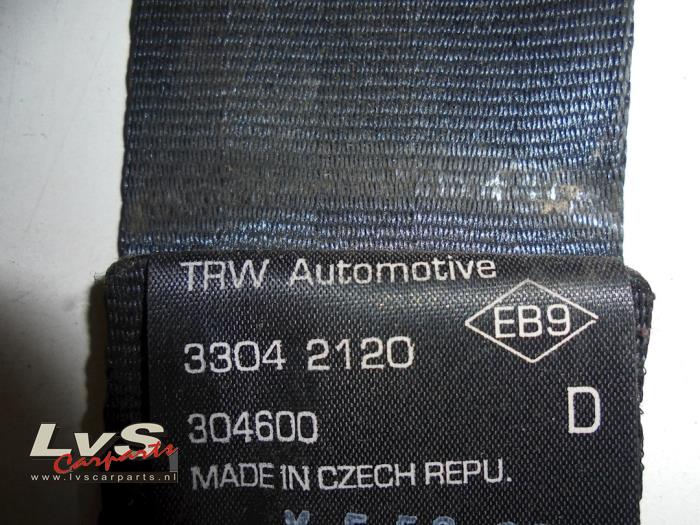 TRW Automotive
EB9
3304 2120
304600
D
MADE IN CZECH REPU.
LvS
Carparts
www.lvscarparts.nl